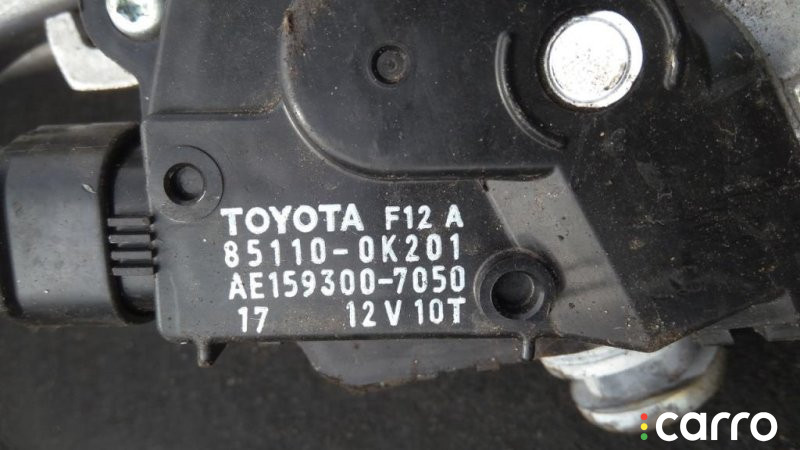 TOYOTA F12 A
85110-0K201
AE159300-7050
17 12V 10T
carro